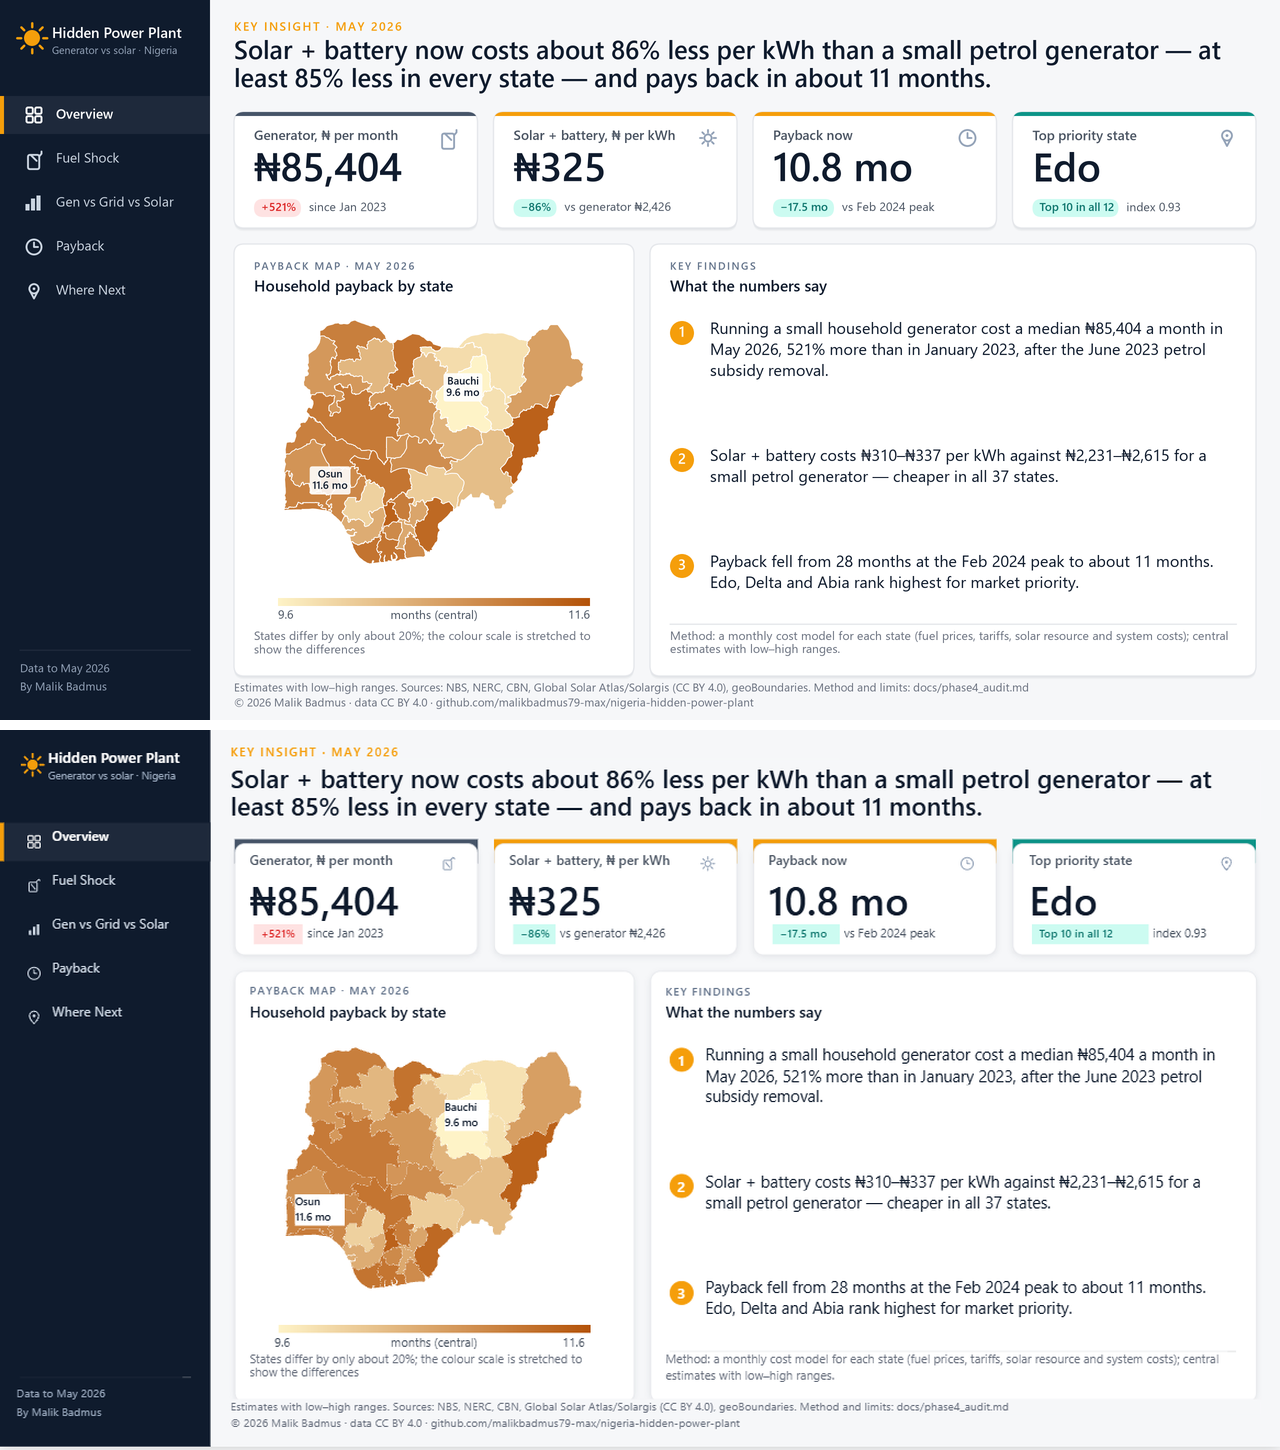 Hidden Power Plant
Generator vs solar · Nigeria
Overview
Fuel Shock
Gen vs Grid vs Solar
Payback
Where Next
Data to May 2026
By Malik Badmus
KEY INSIGHT · MAY 2026
Solar + battery now costs about 86% less per kWh than a small petrol generator — at
least 85% less in every state — and pays back in about 11 months.
Generator, ₦ per month
₦85,404
+521% since Jan 2023
Solar + battery, ₦ per kWh
₦325
−86% vs generator ₦2,426
Payback now
10.8 mo
−17.5 mo vs Feb 2024 peak
Top priority state
Edo
Top 10 in all 12 index 0.93
PAYBACK MAP · MAY 2026
Household payback by state
Bauchi
9.6 mo
Osun
11.6 mo
9.6 months (central) 11.6
States differ by only about 20%; the colour scale is stretched to
show the differences
KEY FINDINGS
What the numbers say
1 Running a small household generator cost a median ₦85,404 a month in
May 2026, 521% more than in January 2023, after the June 2023 petrol
subsidy removal.
2 Solar + battery costs ₦310–₦337 per kWh against ₦2,231–₦2,615 for a
small petrol generator — cheaper in all 37 states.
3 Payback fell from 28 months at the Feb 2024 peak to about 11 months.
Edo, Delta and Abia rank highest for market priority.
Method: a monthly cost model for each state (fuel prices, tariffs, solar resource and system costs); central
estimates with low–high ranges.
Estimates with low–high ranges. Sources: NBS, NERC, CBN, Global Solar Atlas/Solargis (CC BY 4.0), geoBoundaries. Method and limits: docs/phase4_audit.md
© 2026 Malik Badmus · data CC BY 4.0 · github.com/malikbadmus79-max/nigeria-hidden-power-plant
Hidden Power Plant
Generator vs solar · Nigeria
Overview
Fuel Shock
Gen vs Grid vs Solar
Payback
Where Next
Data to May 2026
By Malik Badmus
KEY INSIGHT · MAY 2026
Solar + battery now costs about 86% less per kWh than a small petrol generator — at
least 85% less in every state — and pays back in about 11 months.
Generator, ₦ per month
₦85,404
+521% since Jan 2023
Solar + battery, ₦ per kWh
₦325
−86% vs generator ₦2,426
Payback now
10.8 mo
−17.5 mo vs Feb 2024 peak
Top priority state
Edo
Top 10 in all 12 index 0.93
PAYBACK MAP · MAY 2026
Household payback by state
Bauchi
9.6 mo
Osun
11.6 mo
9.6 months (central) 11.6
States differ by only about 20%; the colour scale is stretched to
show the differences
KEY FINDINGS
What the numbers say
1 Running a small household generator cost a median ₦85,404 a month in
May 2026, 521% more than in January 2023, after the June 2023 petrol
subsidy removal.
2 Solar + battery costs ₦310–₦337 per kWh against ₦2,231–₦2,615 for a
small petrol generator — cheaper in all 37 states.
3 Payback fell from 28 months at the Feb 2024 peak to about 11 months.
Edo, Delta and Abia rank highest for market priority.
Method: a monthly cost model for each state (fuel prices, tariffs, solar resource and system costs); central
estimates with low–high ranges.
Estimates with low–high ranges. Sources: NBS, NERC, CBN, Global Solar Atlas/Solargis (CC BY 4.0), geoBoundaries. Method and limits: docs/phase4_audit.md
© 2026 Malik Badmus · data CC BY 4.0 · github.com/malikbadmus79-max/nigeria-hidden-power-plant